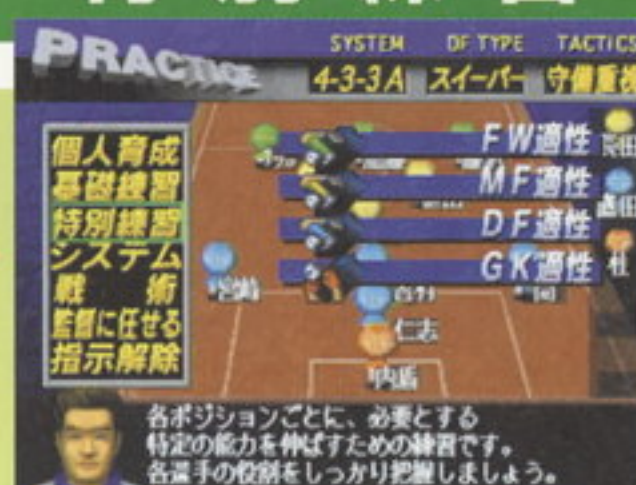 PRACTICE
SYSTEM DF TYPE TACTICS
4-3-3A スイーパー 守備重視
個人育成
基礎練習
特別練習
システム
戦術
監督に任せる
指示解除
FW適性
MF適性
DF適性
GK適性
宮崎
仁志
内盾
各ポジションごとに、必要とする
特定の能力を伸ばすための練習です。
各選手の役割をしっかり把握しましょう。